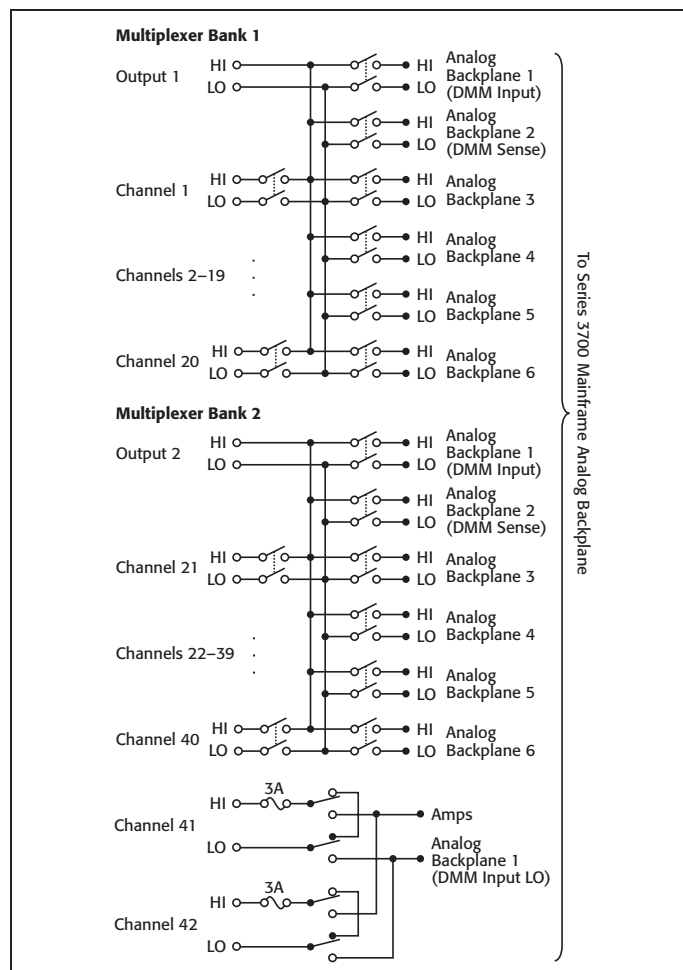 Multiplexer Bank 1
Output 1
HI
LO
HI
LO
Analog
Backplane 1
(DMM Input)
HI
LO
Analog
Backplane 2
(DMM Sense)
Channel 1
HI
LO
HI
LO
Analog
Backplane 3
HI
LO
Analog
Backplane 4
Channels 2–19
HI
LO
Analog
Backplane 5
Channel 20
HI
LO
HI
LO
Analog
Backplane 6
Multiplexer Bank 2
Output 2
HI
LO
HI
LO
Analog
Backplane 1
(DMM Input)
HI
LO
Analog
Backplane 2
(DMM Sense)
Channel 21
HI
LO
HI
LO
Analog
Backplane 3
HI
LO
Analog
Backplane 4
Channels 22–39
HI
LO
Analog
Backplane 5
Channel 40
HI
LO
HI
LO
Analog
Backplane 6
Channel 41
HI
3A
LO
Amps
Analog
Backplane 1
(DMM Input LO)
Channel 42
HI
3A
LO
To Series 3700 Mainframe Analog Backplane